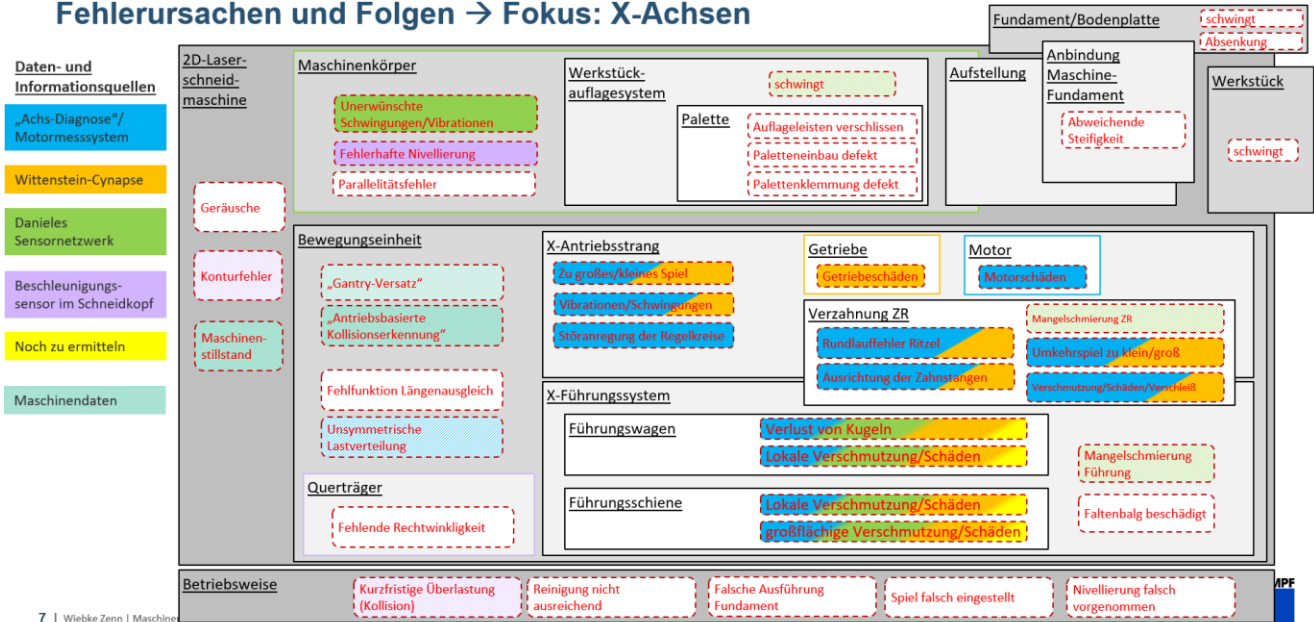 Fehlerursachen und Folgen → Fokus: X-Achsen
Fundament/Bodenplatte
schwingt
Absenkung
Daten- und
Informationsquellen
„Achs-Diagnose“/
Motormesssystem
Wittenstein-Cynapse
Danieles
Sensornetzwerk
Beschleunigungs-
sensor im Schneidkopf
Noch zu ermitteln
Maschinendaten
2D-Laser-
schneid-
maschine
Geräusche
Konturfehler
Maschinen-
stillstand
Maschinenkörper
Unerwünschte
Schwingungen/Vibrationen
Fehlerhafte Nivellierung
Parallelitätsfehler
Werkstück-
auflagesystem
schwingt
Palette
Auflageleisten verschlissen
Paletteneinbau defekt
Palettenklemmung defekt
Aufstellung
Anbindung
Maschine-
Fundament
Abweichende
Steifigkeit
Werkstück
schwingt
Bewegungseinheit
„Gantry-Versatz“
„Antriebsbasierte
Kollisionserkennung“
Fehlfunktion Längenausgleich
Unsymmetrische
Lastverteilung
Querträger
Fehlende Rechtwinkligkeit
X-Antriebsstrang
Zu großes/kleines Spiel
Vibrationen/Schwingungen
Störanregung der Regelkreise
Getriebe
Getriebeschäden
Motor
Motorschäden
Verzahnung ZR
Mangelschmierung ZR
Rundlauffehler Ritzel
Umkehrspiel zu klein/groß
Ausrichtung der Zahnstangen
Verschmutzung/Schäden/Verschleiß
X-Führungssystem
Führungswagen
Verlust von Kugeln
Lokale Verschmutzung/Schäden
Führungsschiene
Lokale Verschmutzung/Schäden
großflächige Verschmutzung/Schäden
Mangelschmierung
Führung
Faltenbalg beschädigt
Betriebsweise
Kurzfristige Überlastung
(Kollision)
Reinigung nicht
ausreichend
Falsche Ausführung
Fundament
Spiel falsch eingestellt
Nivellierung falsch
vorgenommen
MPF
7 | Wiebke Zenn | Maschine